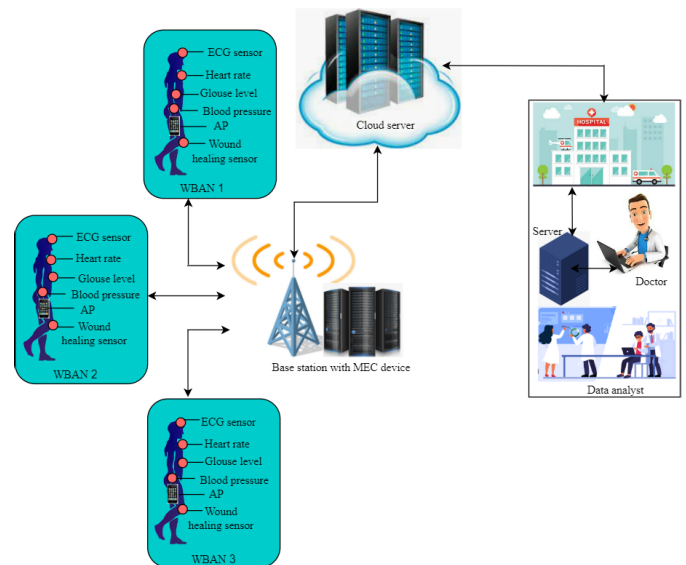 ECG sensor
Heart rate
Glouse level
Blood pressure
AP
Wound
healing sensor
WBAN 1
Cloud server
HOSPITAL
ECG sensor
Heart rate
Glouse level
Blood pressure
AP
Wound
healing sensor
WBAN 2
Server
Doctor
Base station with MEC device
Data analyst
ECG sensor
Heart rate
Glouse level
Blood pressure
AP
Wound
healing sensor
WBAN 3